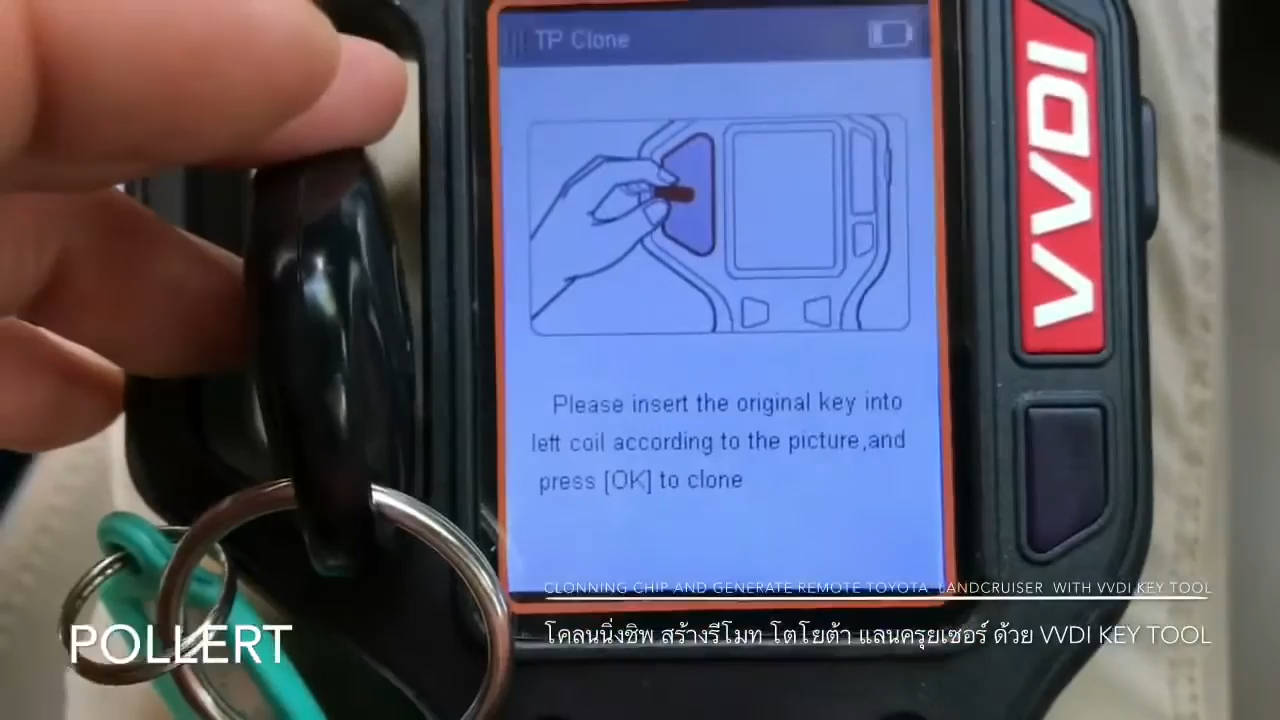 TP Clone
VVDI
Please insert the original key into
left coil according to the picture,and
press [OK] to clone
CLONNING CHIP AND GENERATE REMOTE TOYOTA LANDCRUISER WITH VVDI KEY TOOL
POLLERT
โคลนนิ่งชิพ สร้างรีโมท โตโยต้า แลนครุยเซอร์ ด้วย VVDI KEY TOOL